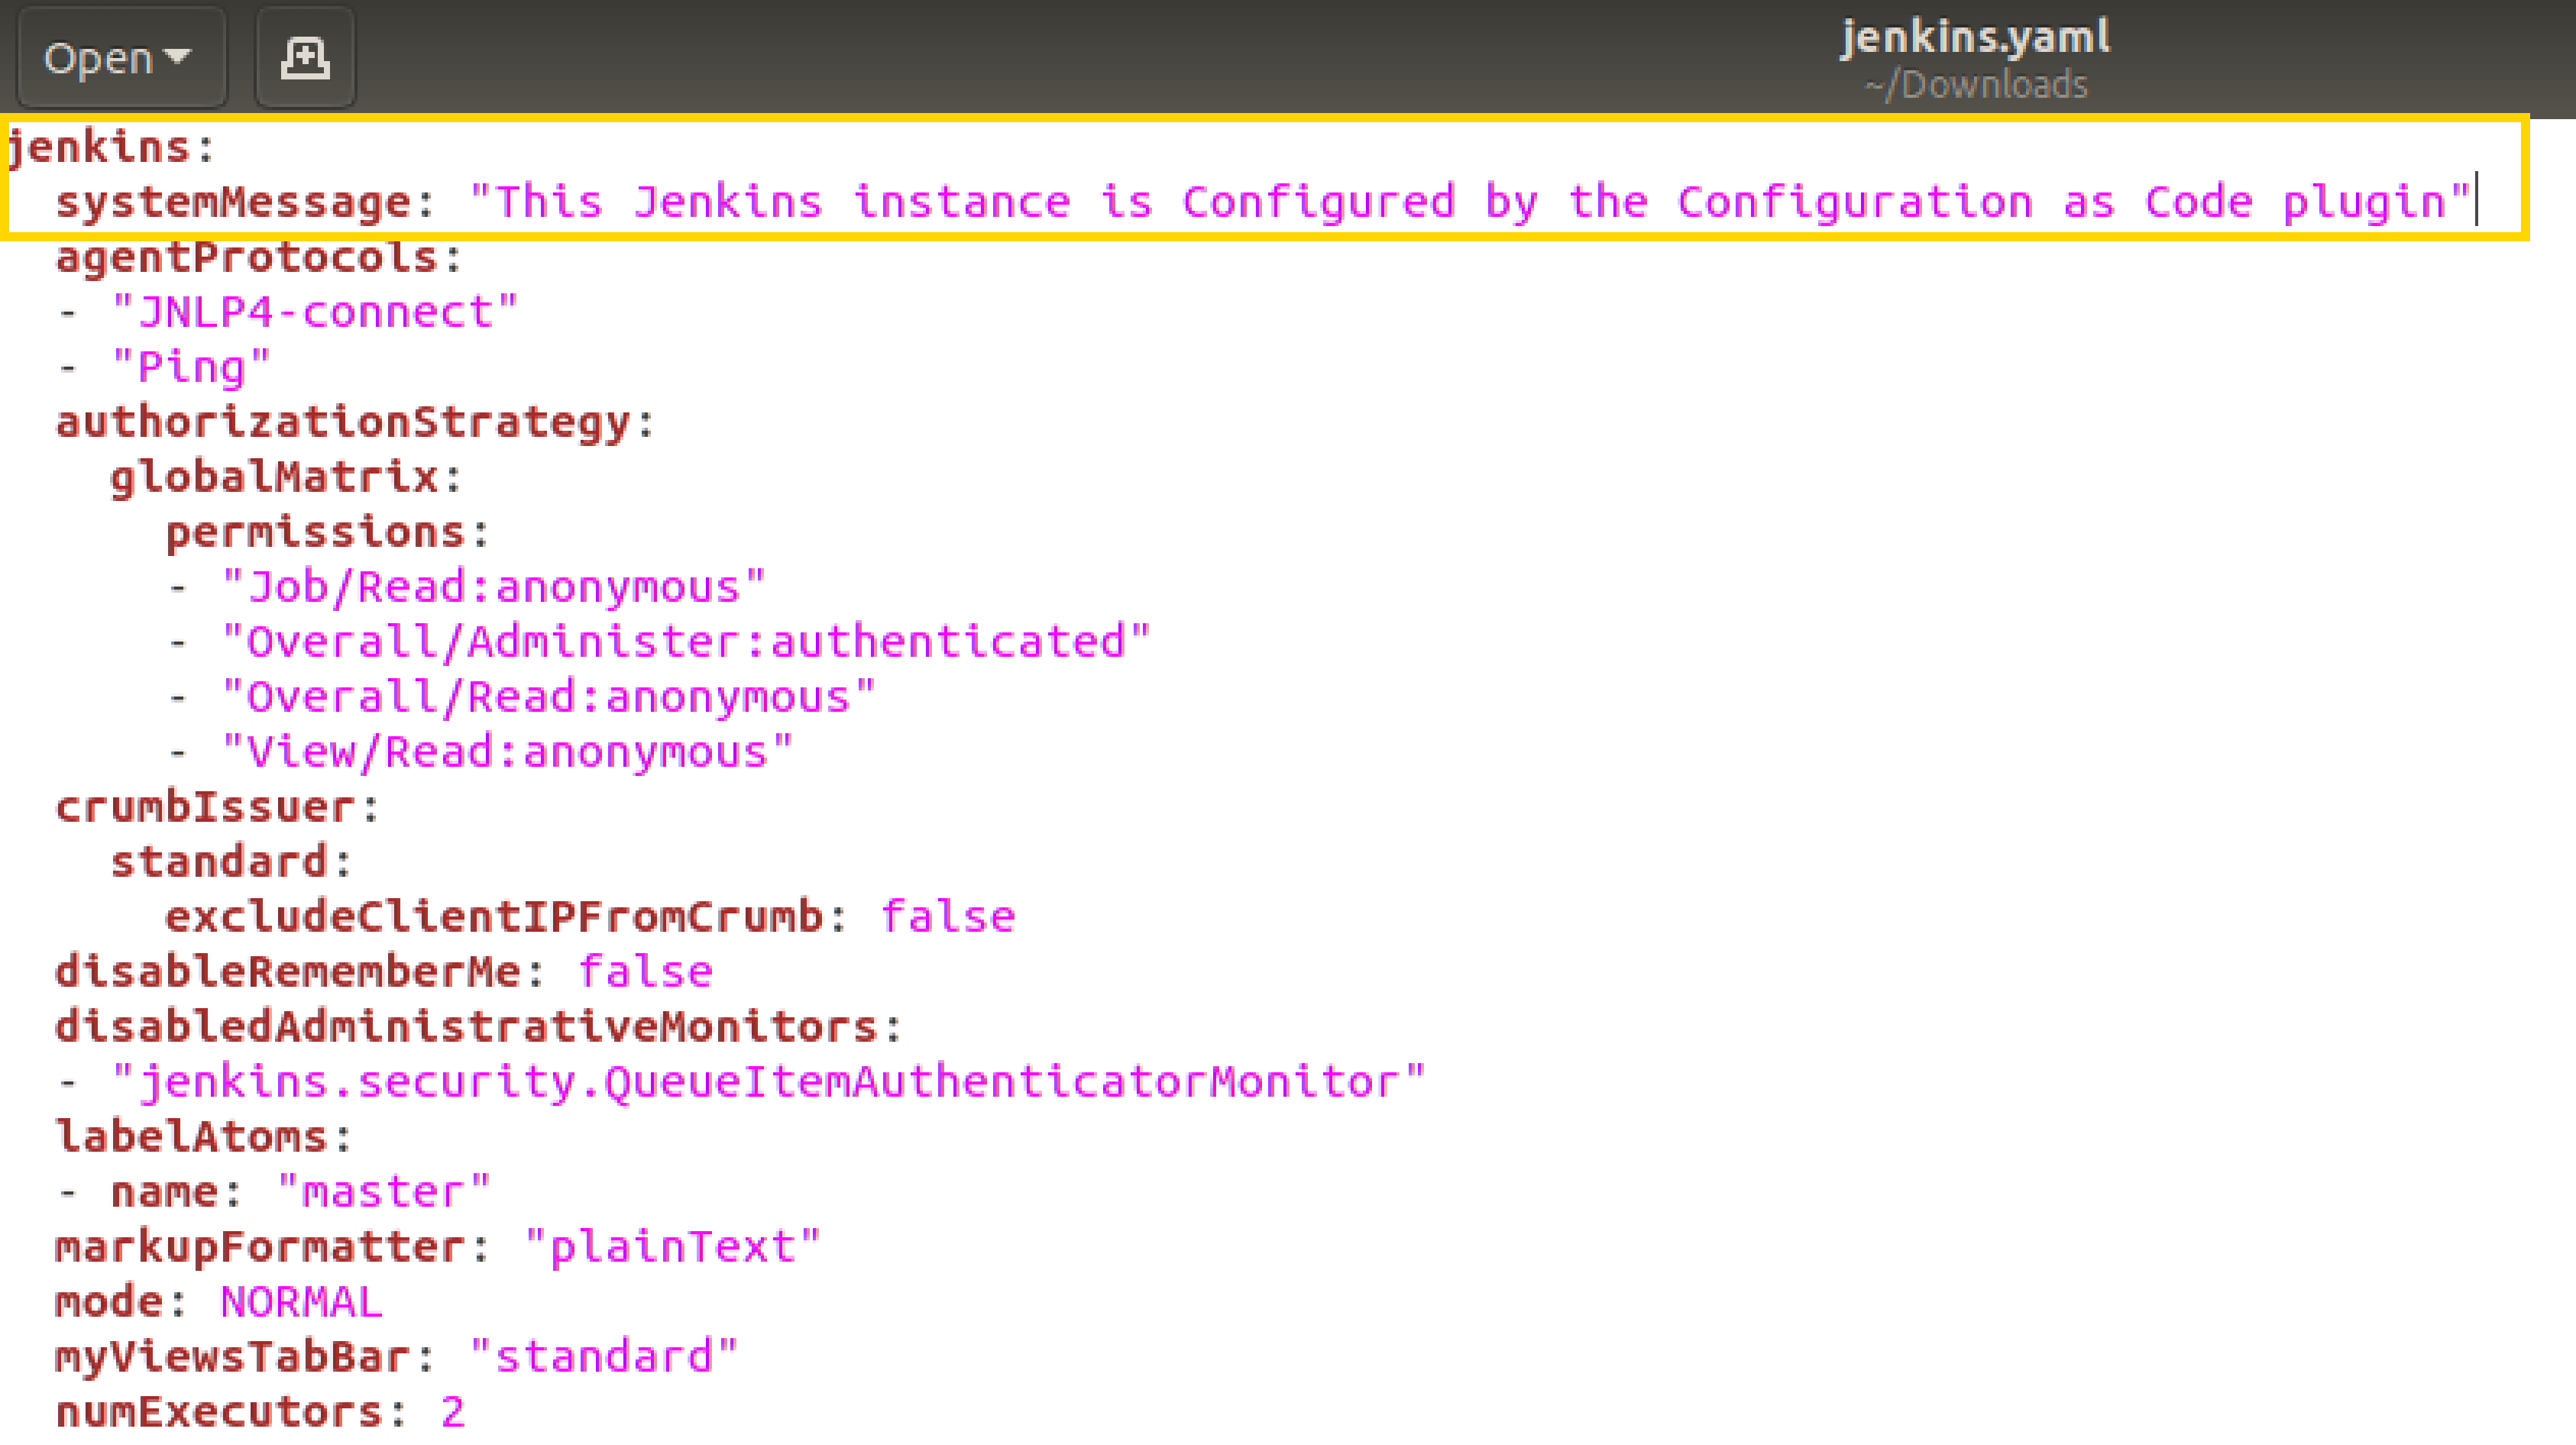 Open
jenkins.yaml
~/Downloads
jenkins:
  systemMessage: "This Jenkins instance is Configured by the Configuration as Code plugin"
  agentProtocols:
  - "JNLP4-connect"
  - "Ping"
  authorizationStrategy:
    globalMatrix:
      permissions:
      - "Job/Read:anonymous"
      - "Overall/Administer:authenticated"
      - "Overall/Read:anonymous"
      - "View/Read:anonymous"
  crumbIssuer:
    standard:
      excludeClientIPFromCrumb: false
  disableRememberMe: false
  disabledAdministrativeMonitors:
  - "jenkins.security.QueueItemAuthenticatorMonitor"
  labelAtoms:
  - name: "master"
  markupFormatter: "plainText"
  mode: NORMAL
  myViewsTabBar: "standard"
  numExecutors: 2